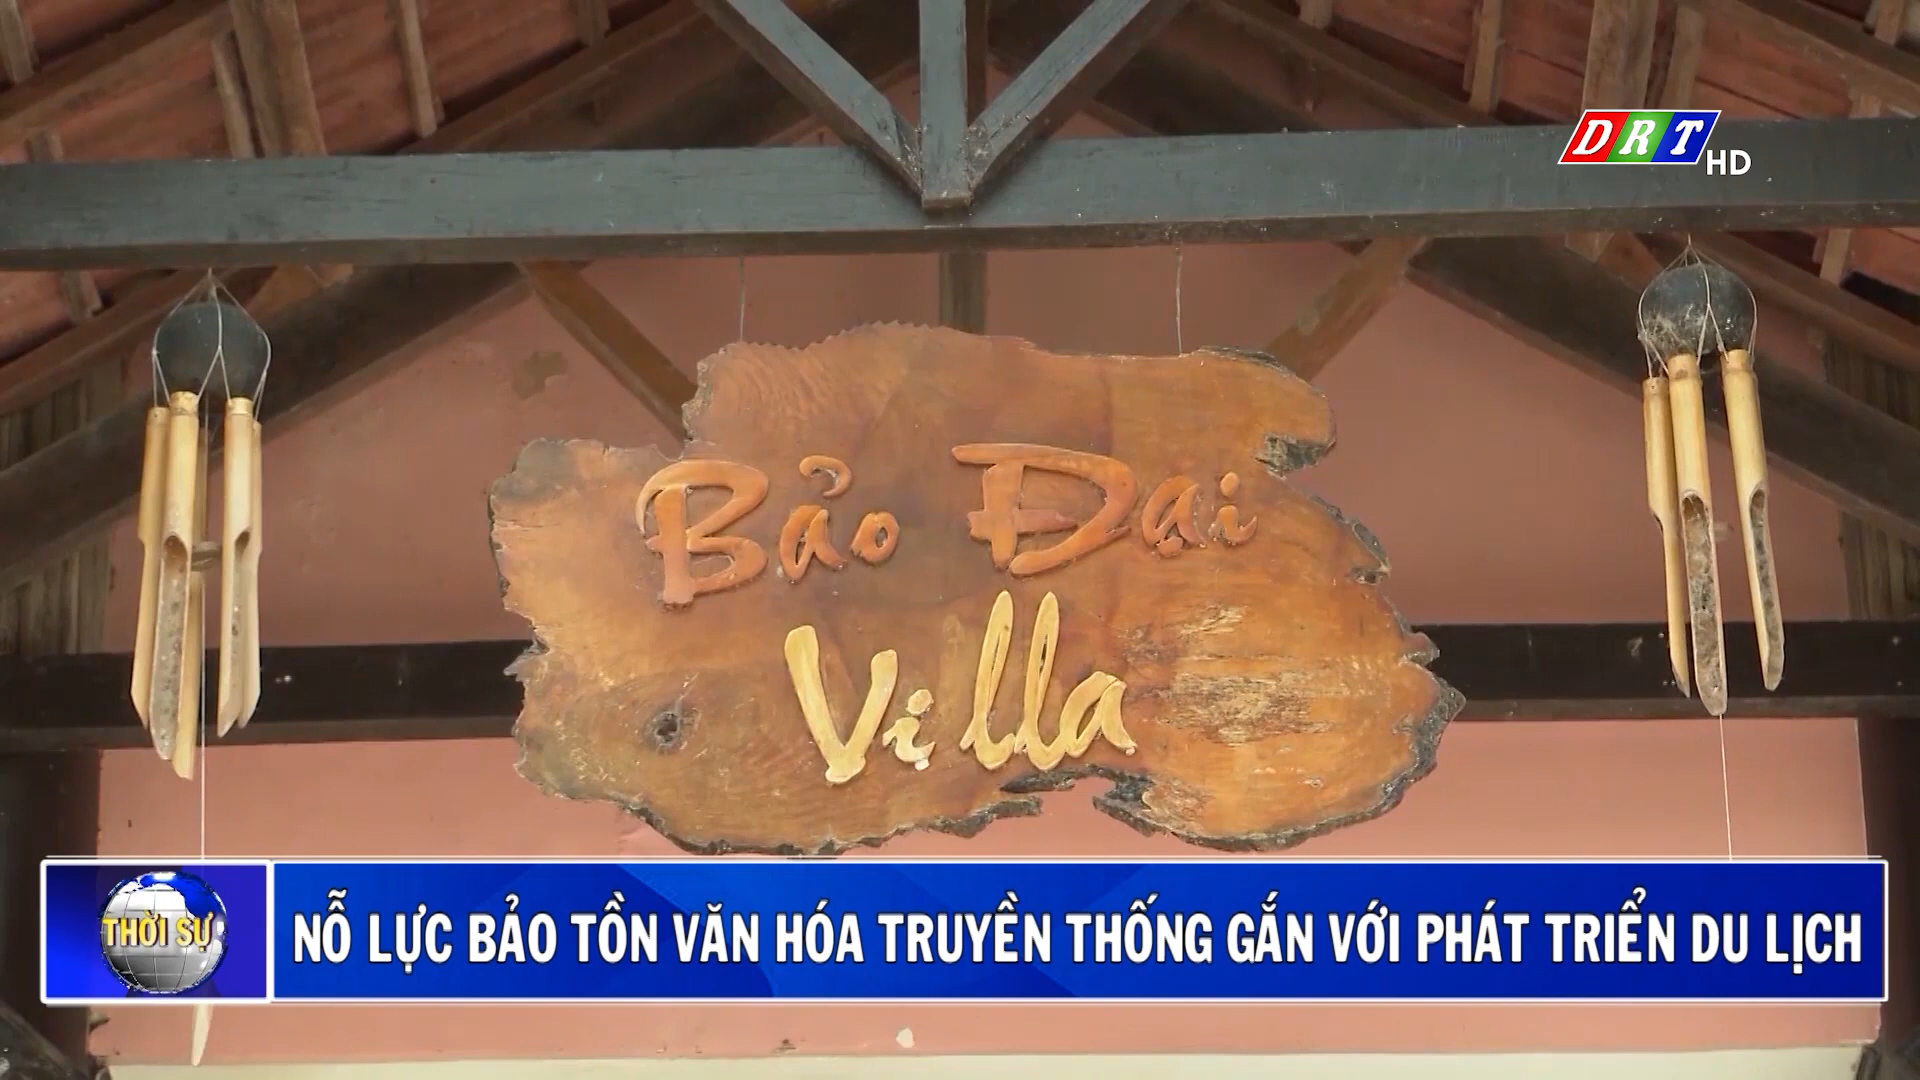 DRT HD
Bảo Đại
Villa
THỜI SỰ
NỖ LỰC BẢO TỒN VĂN HÓA TRUYỀN THỐNG GẮN VỚI PHÁT TRIỂN DU LỊCH